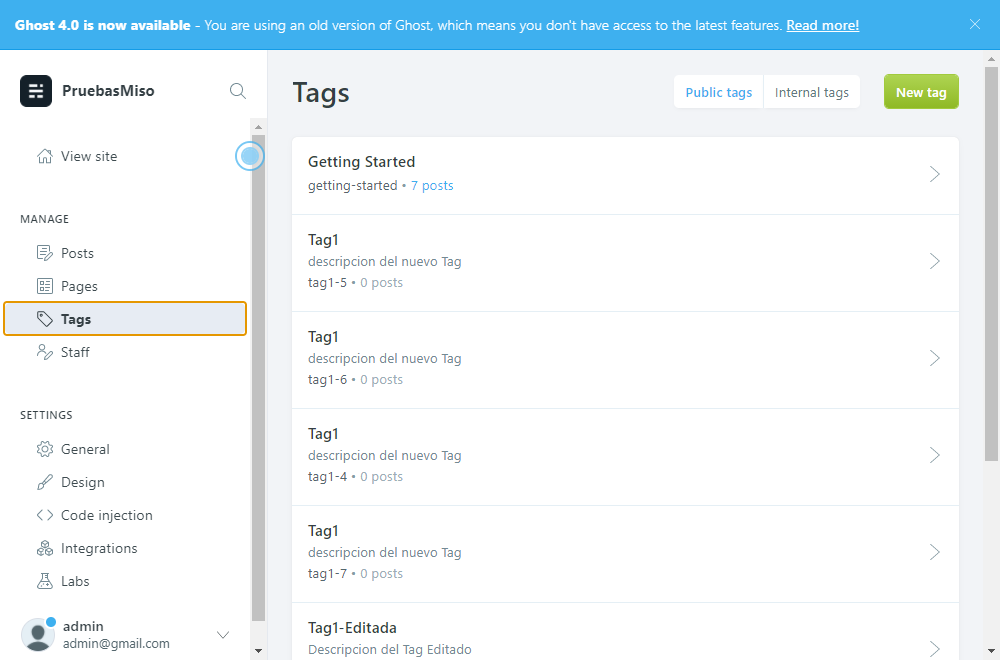 Ghost 4.0 is now available - You are using an old version of Ghost, which means you don't have access to the latest features. Read more!
PruebasMiso
View site
MANAGE
Posts
Pages
Tags
Staff
SETTINGS
General
Design
Code injection
Integrations
Labs
admin
admin@gmail.com
Tags
Public tags
Internal tags
New tag
Getting Started
getting-started • 7 posts
Tag1
descripcion del nuevo Tag
tag1-5 • 0 posts
Tag1
descripcion del nuevo Tag
tag1-6 • 0 posts
Tag1
descripcion del nuevo Tag
tag1-4 • 0 posts
Tag1
descripcion del nuevo Tag
tag1-7 • 0 posts
Tag1-Editada
Descripcion del Tag Editado